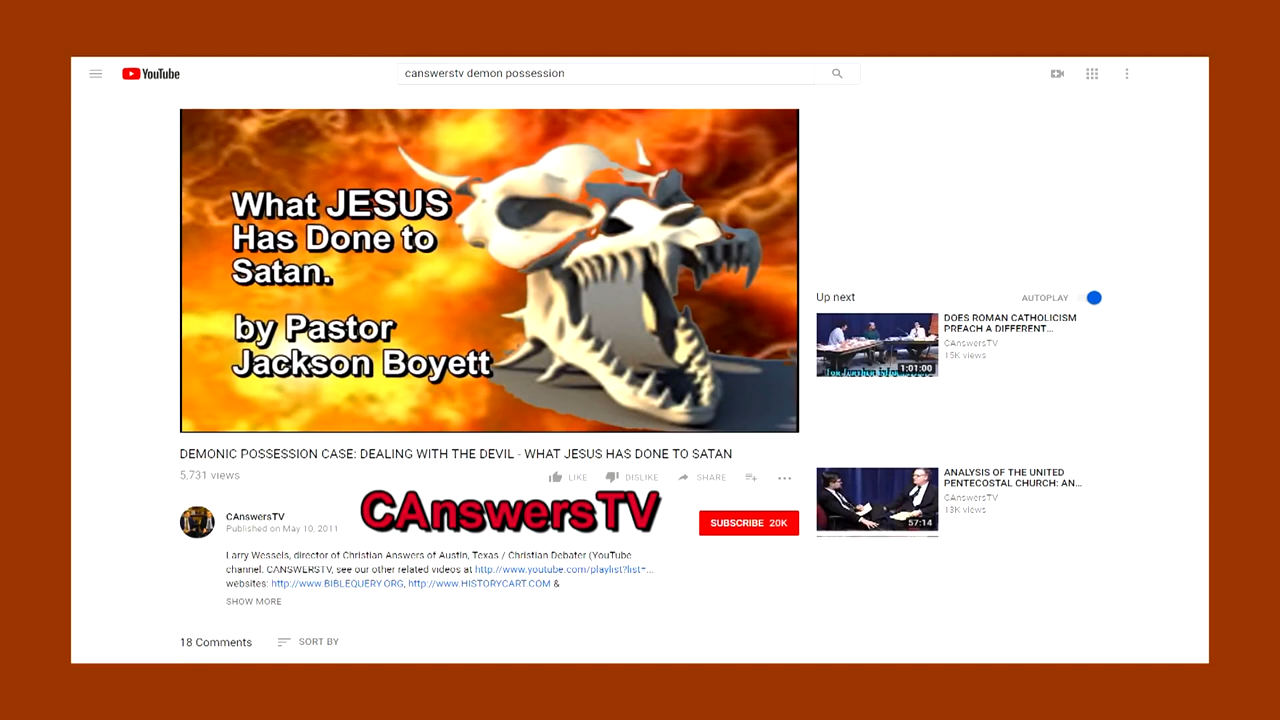 YouTube
canswerstv demon possession
What JESUS
Has Done to
Satan.
by Pastor
Jackson Boyett
Up next
AUTOPLAY
DOES ROMAN CATHOLICISM
PREACH A DIFFERENT...
CAnswersTV
15K views
for further
1:01:00
DEMONIC POSSESSION CASE: DEALING WITH THE DEVIL - WHAT JESUS HAS DONE TO SATAN
5,731 views
LIKE
DISLIKE
SHARE
ANALYSIS OF THE UNITED
PENTECOSTAL CHURCH: AN...
CAnswersTV
13K views
57:14
CAnswersTV
CAnswersTV
Published on May 10, 2011
SUBSCRIBE 20K
Larry Wessels, director of Christian Answers of Austin, Texas / Christian Debater (YouTube
channel: CANSWERSTV, see our other related videos at http://www.youtube.com/playlist?list=...
websites: http://www.BIBLEQUERY.ORG, http://www.HISTORYCART.COM &
SHOW MORE
18 Comments
SORT BY